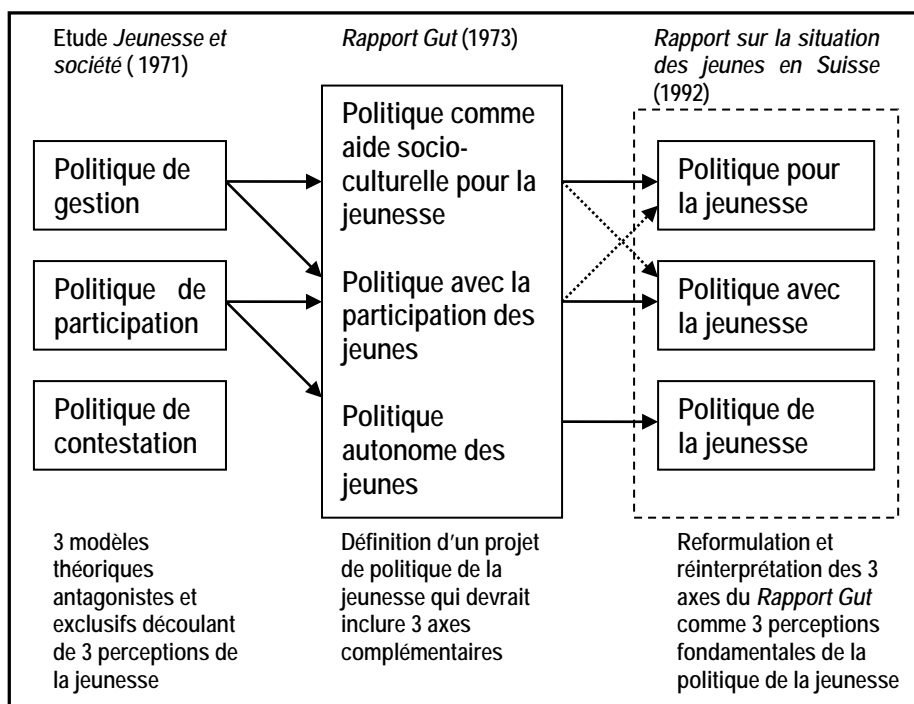 Etude Jeunesse et
société ( 1971)
Politique de
gestion
Politique de
participation
Politique de
contestation
3 modèles
théoriques
antagonistes et
exclusifs découlant
de 3 perceptions de
la jeunesse
Rapport Gut (1973)
Politique comme
aide socio-
culturelle pour la
jeunesse
Politique avec la
participation des
jeunes
Politique
autonome des
jeunes
Définition d'un projet
de politique de la
jeunesse qui devrait
inclure 3 axes
complémentaires
Rapport sur la situation
des jeunes en Suisse
(1992)
Politique pour
la jeunesse
Politique avec
la jeunesse
Politique de
la jeunesse
Reformulation et
réinterprétation des 3
axes du Rapport Gut
comme 3 perceptions
fondamentales de la
politique de la jeunesse